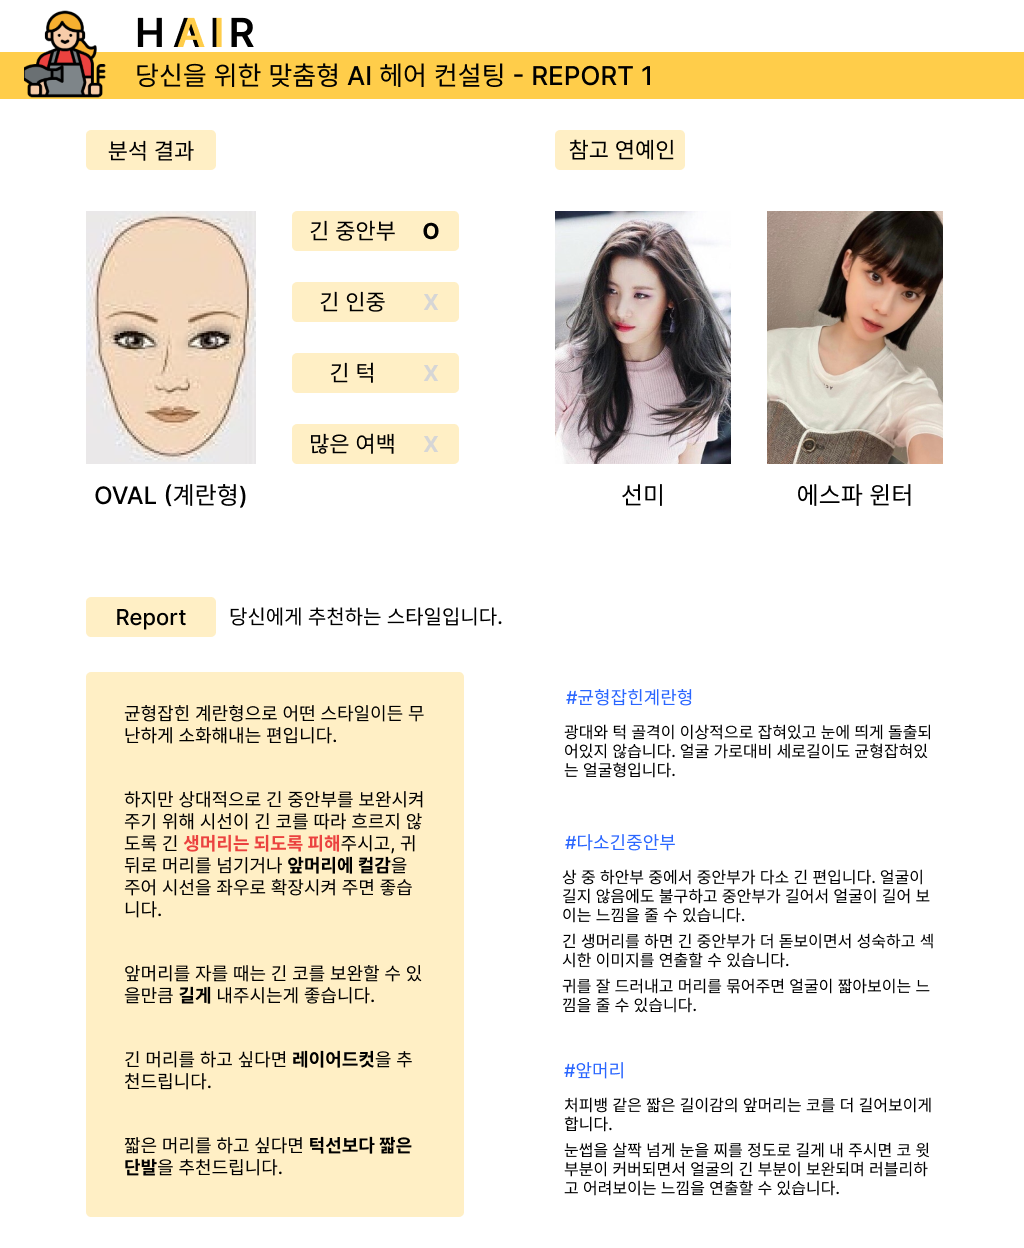 HAIR
당신을 위한 맞춤형 AI 헤어 컨설팅 - REPORT 1
분석 결과
참고 연예인
긴 중안부 O
긴 인중 X
긴 턱 X
많은 여백 X
OVAL (계란형)
선미
에스파 윈터
Report
당신에게 추천하는 스타일입니다.
균형잡힌 계란형으로 어떤 스타일이든 무
난하게 소화해내는 편입니다.
하지만 상대적으로 긴 중안부를 보완시켜
주기 위해 시선이 긴 코를 따라 흐르지 않
도록 긴 생머리는 되도록 피해주시고, 귀
뒤로 머리를 넘기거나 앞머리에 컬감을
주어 시선을 좌우로 확장시켜 주면 좋습
니다.
앞머리를 자를 때는 긴 코를 보완할 수 있
을만큼 길게 내주시는게 좋습니다.
긴 머리를 하고 싶다면 레이어드컷을 추
천드립니다.
짧은 머리를 하고 싶다면 턱선보다 짧은
단발을 추천드립니다.
#균형잡힌계란형
광대와 턱 골격이 이상적으로 잡혀있고 눈에 띄게 돌출되
어있지 않습니다. 얼굴 가로대비 세로길이도 균형잡혀있
는 얼굴형입니다.
#다소긴중안부
상 중 하안부 중에서 중안부가 다소 긴 편입니다. 얼굴이
길지 않음에도 불구하고 중안부가 길어서 얼굴이 길어 보
이는 느낌을 줄 수 있습니다.
긴 생머리를 하면 긴 중안부가 더 돋보이면서 성숙하고 섹
시한 이미지를 연출할 수 있습니다.
귀를 잘 드러내고 머리를 묶어주면 얼굴이 짧아보이는 느
낌을 줄 수 있습니다.
#앞머리
처피뱅 같은 짧은 길이감의 앞머리는 코를 더 길어보이게
합니다.
눈썹을 살짝 넘게 눈을 찌를 정도로 길게 내 주시면 코 윗
부분이 커버되면서 얼굴의 긴 부분이 보완되며 러블리하
고 어려보이는 느낌을 연출할 수 있습니다.